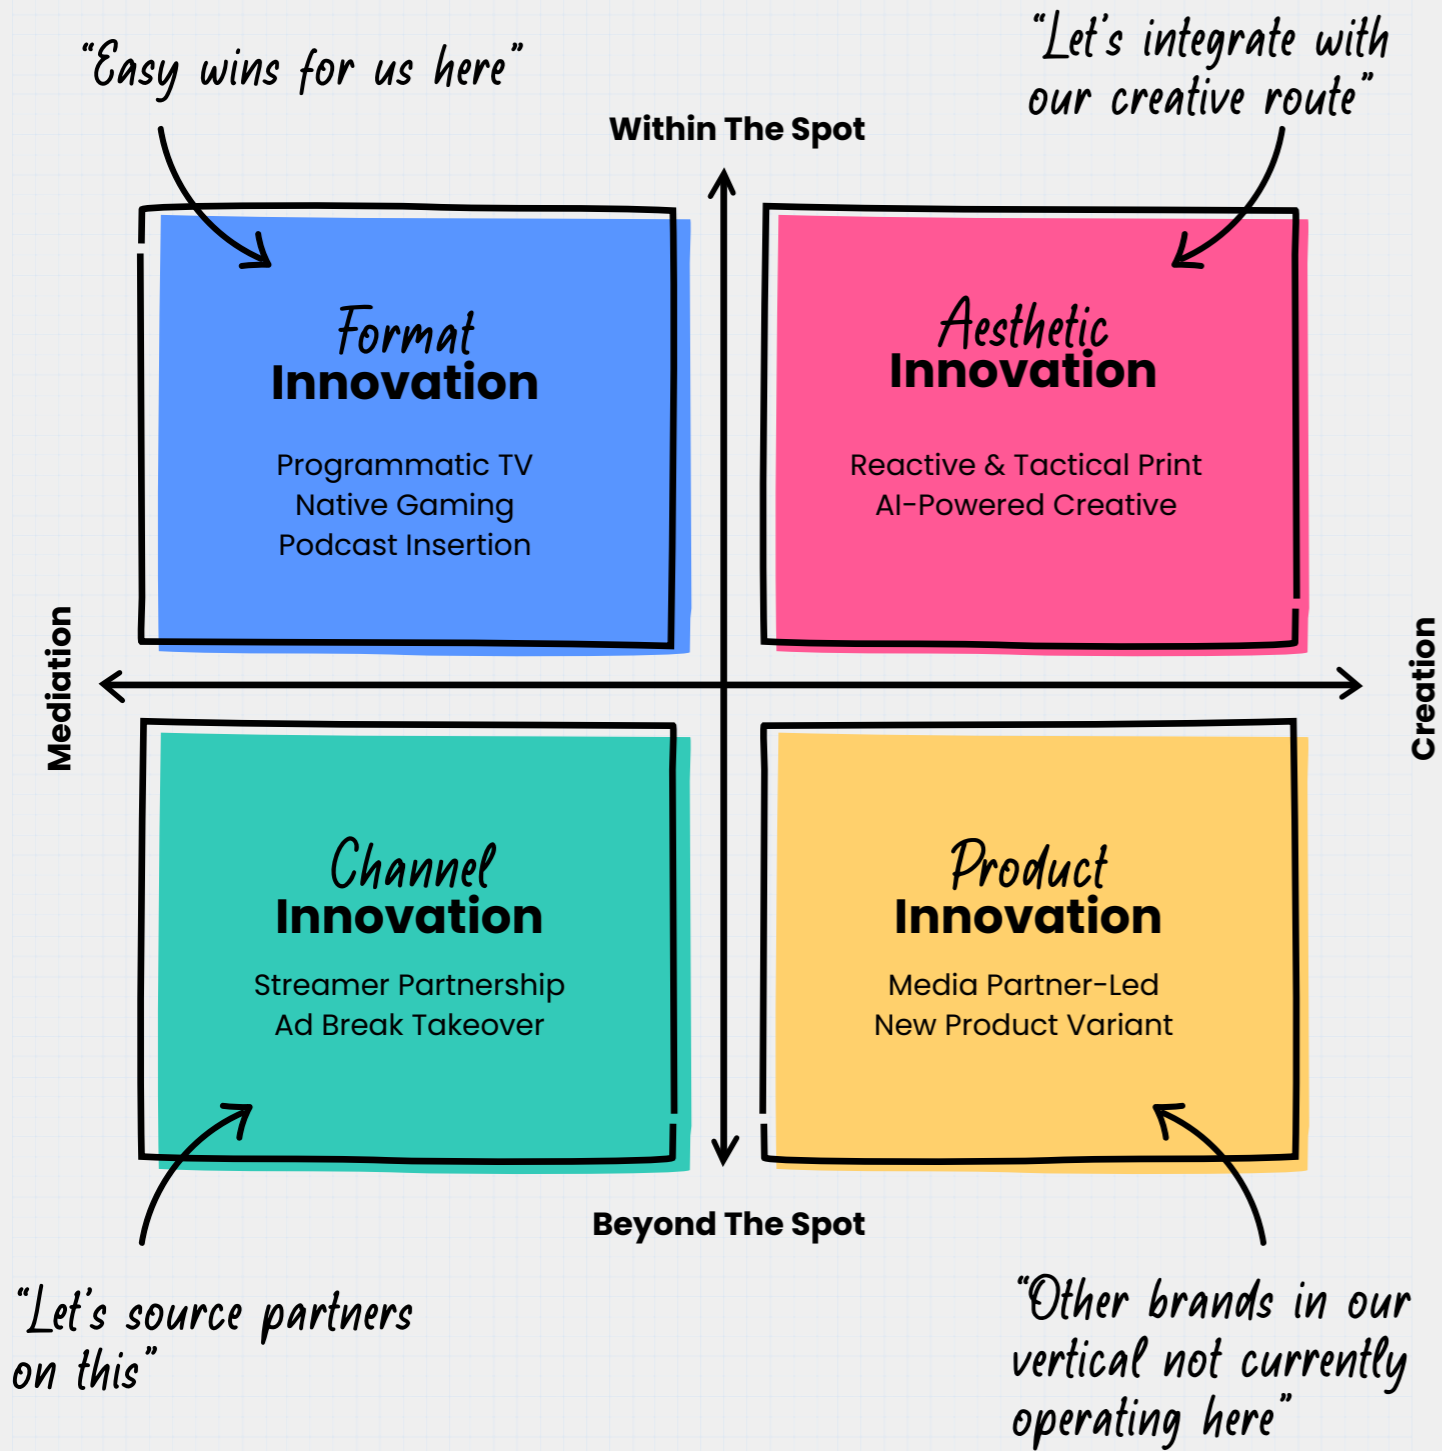 “Easy wins for us here”
“Let's integrate with
our creative route”
Within The Spot
Format
Innovation
Programmatic TV
Native Gaming
Podcast Insertion
Aesthetic
Innovation
Reactive & Tactical Print
AI-Powered Creative
Mediation
Creation
Channel
Innovation
Streamer Partnership
Ad Break Takeover
Product
Innovation
Media Partner-Led
New Product Variant
Beyond The Spot
“Let's source partners
on this”
“Other brands in our
vertical not currently
operating here”